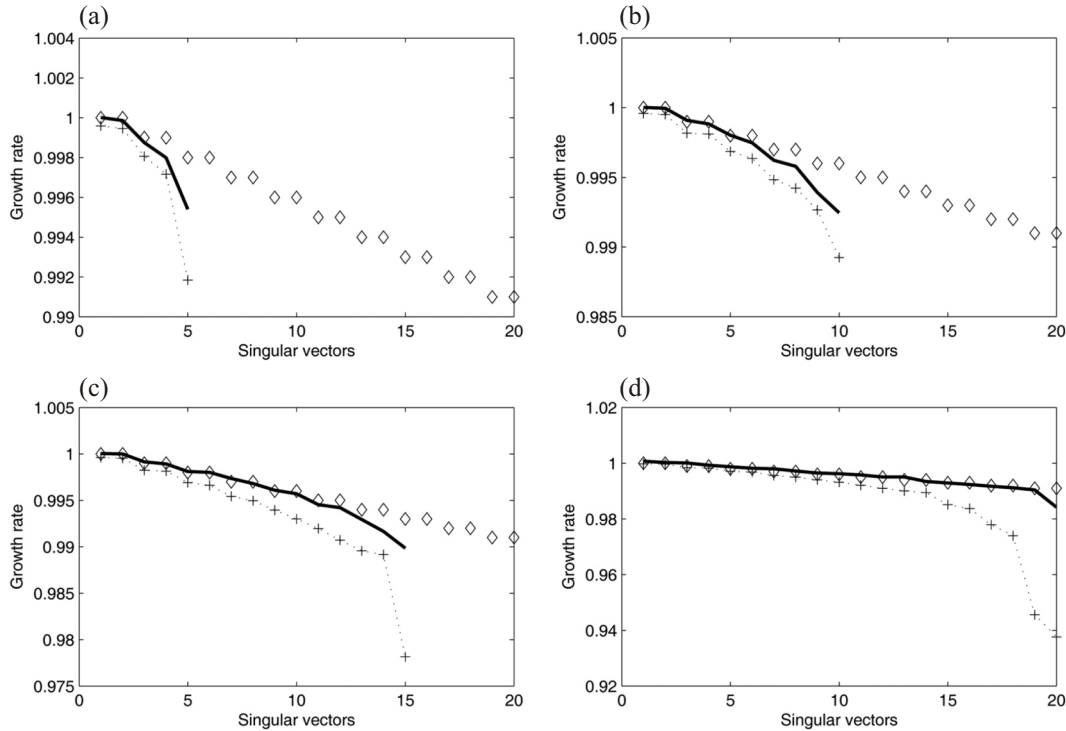 (a)
1.004
1.002
1
0.998
0.996
0.994
0.992
0.99
Growth rate
0 5 10 15 20
Singular vectors
(b)
1.005
1
0.995
0.99
0.985
Growth rate
0 5 10 15 20
Singular vectors
(c)
1.005
1
0.995
0.99
0.985
0.98
0.975
Growth rate
0 5 10 15 20
Singular vectors
(d)
1.02
1
0.98
0.96
0.94
0.92
Growth rate
0 5 10 15 20
Singular vectors